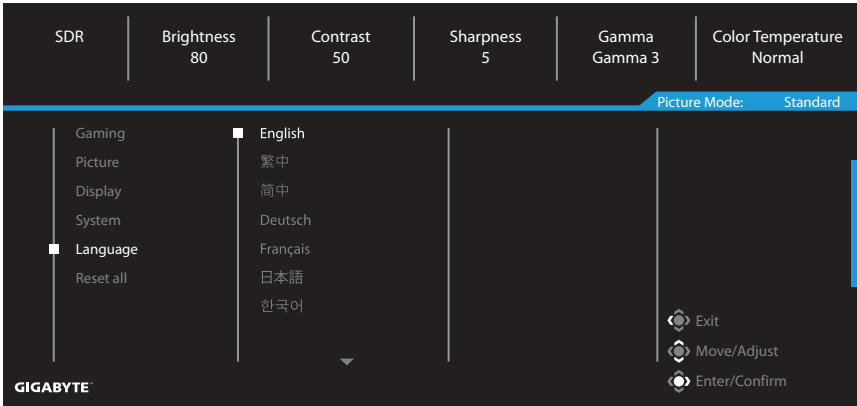 SDR
Brightness
80
Contrast
50
Sharpness
5
Gamma
Gamma 3
Color Temperature
Normal
Picture Mode: Standard
Gaming
Picture
Display
System
Language
Reset all
English
繁中
简中
Deutsch
Français
日本語
한국어
Exit
Move/Adjust
Enter/Confirm
GIGABYTE™